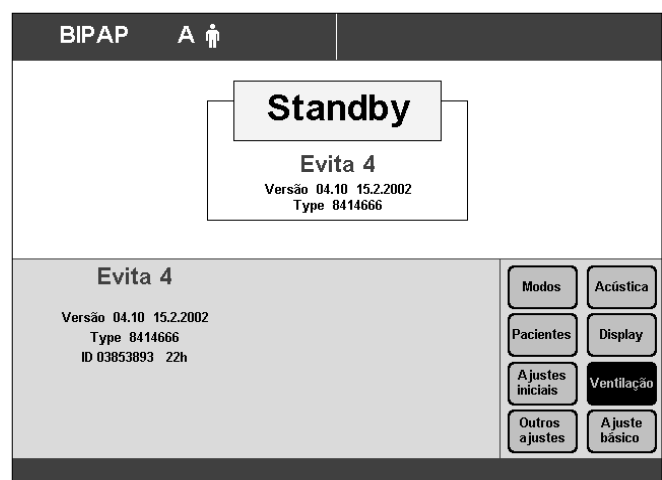 BIPAP A
Standby
Evita 4
Versão 04.10 15.2.2002
Type 8414666
Evita 4
Versão 04.10 15.2.2002
Type 8414666
ID 03853893 22h
Modos
Acústica
Pacientes
Display
Ajustes
iniciais
Ventilação
Outros
ajustes
Ajuste
básico